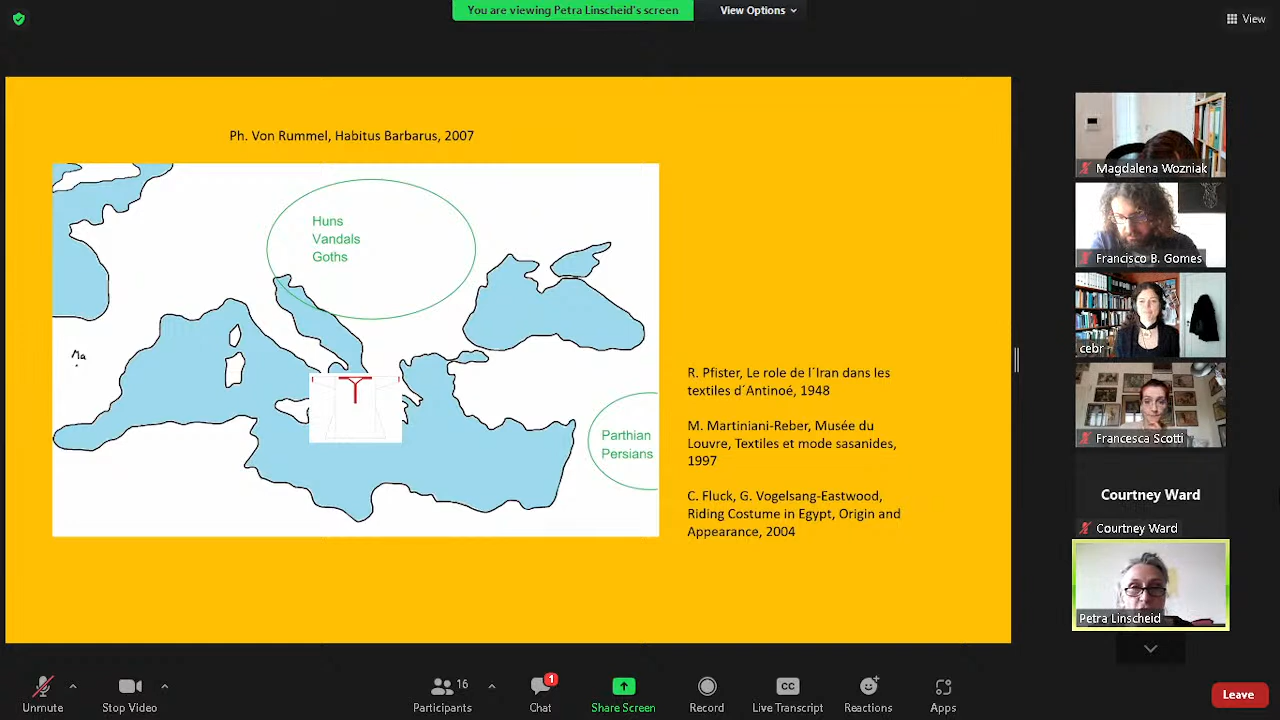 You are viewing Petra Linscheid's screen
View Options
View
Ph. Von Rummel, Habitus Barbarus, 2007
Huns
Vandals
Goths
Ma
Parthian
Persians
R. Pfister, Le role de l´Iran dans les
textiles d´Antinoé, 1948
M. Martiniani-Reber, Musée du
Louvre, Textiles et mode sasanides,
1997
C. Fluck, G. Vogelsang-Eastwood,
Riding Costume in Egypt, Origin and
Appearance, 2004
Magdalena Wozniak
Francisco B. Gomes
cebr
Francesca Scotti
Courtney Ward
Courtney Ward
Petra Linscheid
Unmute
Stop Video
16
Participants
1
Chat
Share Screen
Record
CC
Live Transcript
Reactions
Apps
Leave